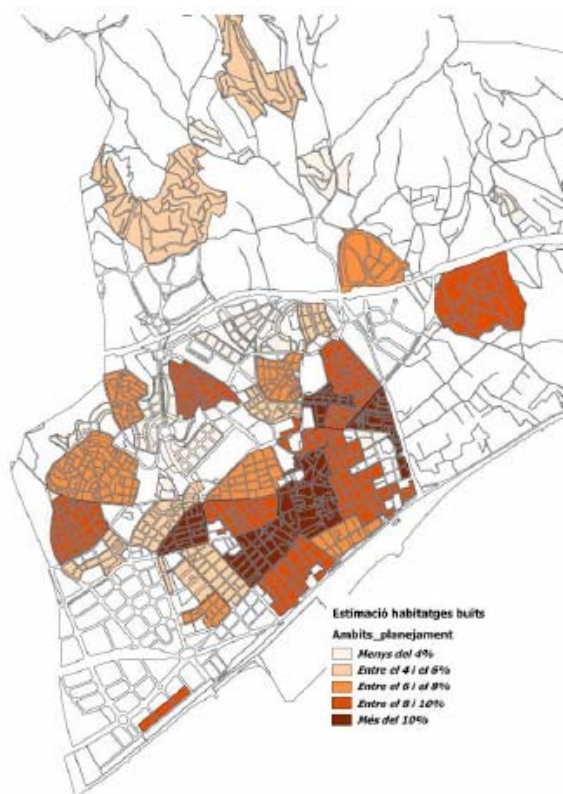 Estimació habitatges buits
Àmbits_planejament
Menys del 4%
Entre el 4 i el 6%
Entre el 6 i el 8%
Entre el 8 i 10%
Més del 10%